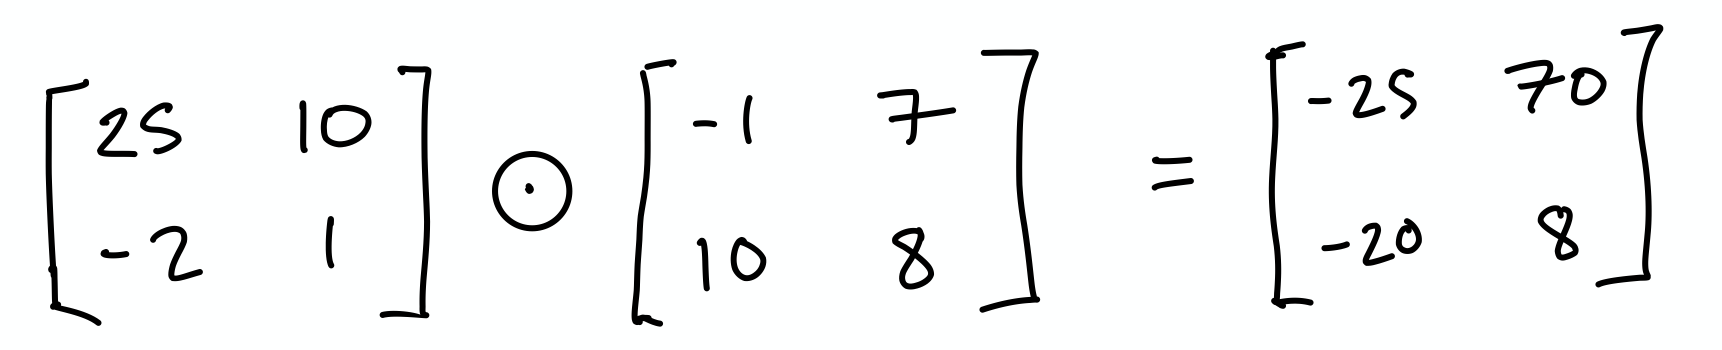 [25 10] ⊙ [-1 7] = [-25 70]
[-2 1] [10 8] [-20 8]